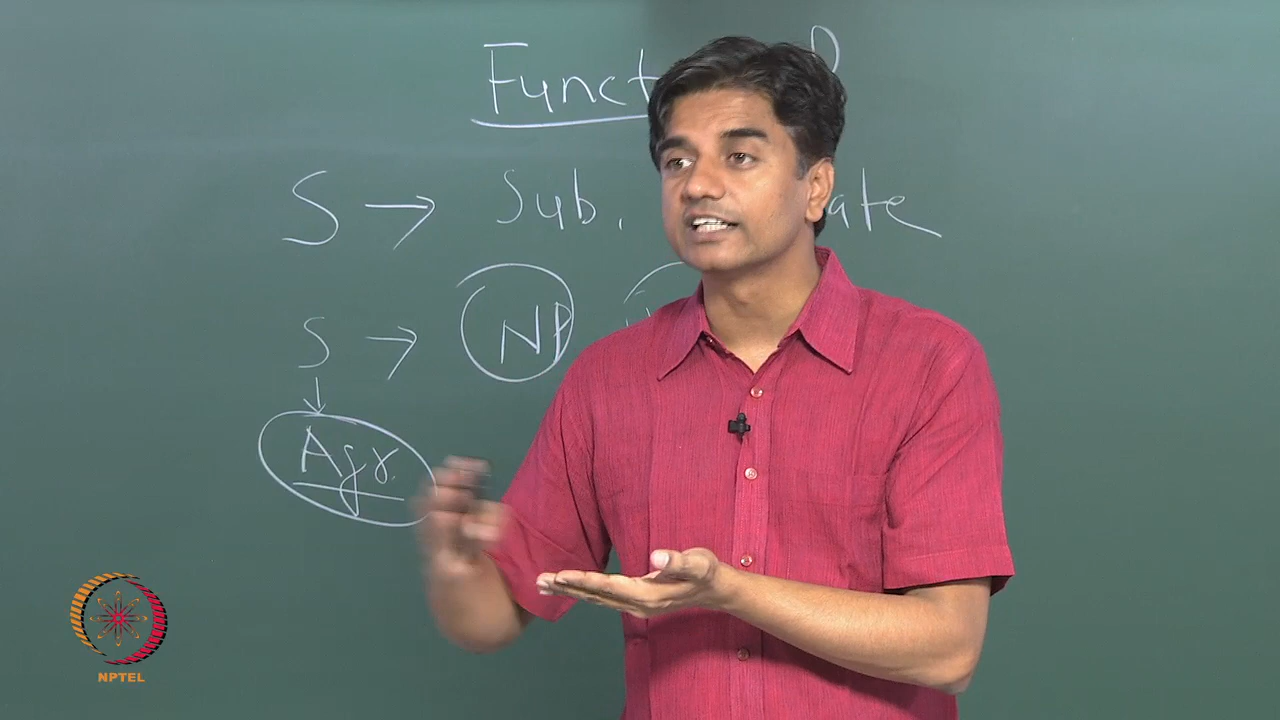 Funct
S → Sub. ate
S → NP
↓
Agr.
NPTEL